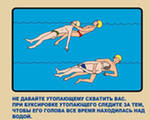 НЕ ДАВАЙТЕ УТОПАЮЩЕМУ СХВАТИТЬ ВАС.
ПРИ БУКСИРОВКЕ УТОПАЮЩЕГО СЛЕДИТЕ ЗА ТЕМ,
ЧТОБЫ ЕГО ГОЛОВА ВСЕ ВРЕМЯ НАХОДИЛАСЬ НАД
ВОДОЙ.